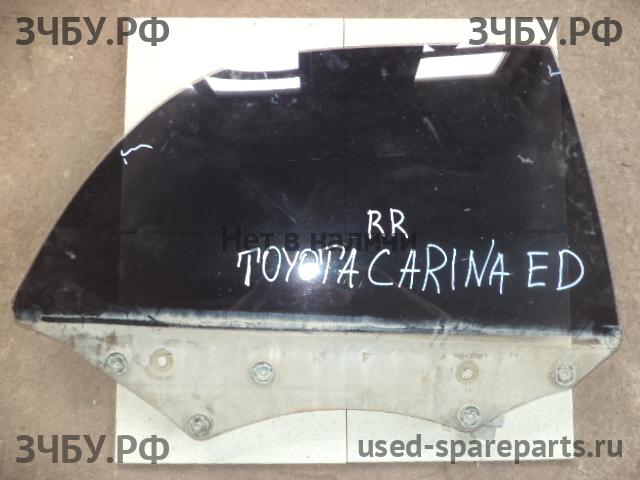 ЗЧБУ.РФ
ЗЧБУ.РФ
RR
Нет в наличии
TOYOTA CARINA ED
ЗЧБУ.РФ
used-spareparts.ru